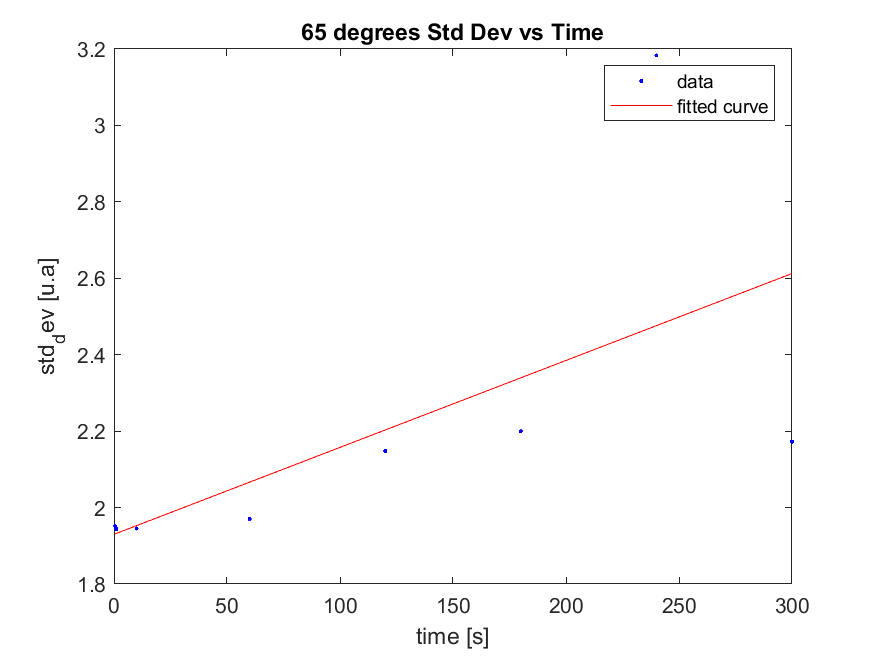 65 degrees Std Dev vs Time
3.2
3
2.8
2.6
2.4
2.2
2
1.8
std_dev [u.a]
data
fitted curve
0 50 100 150 200 250 300
time [s]